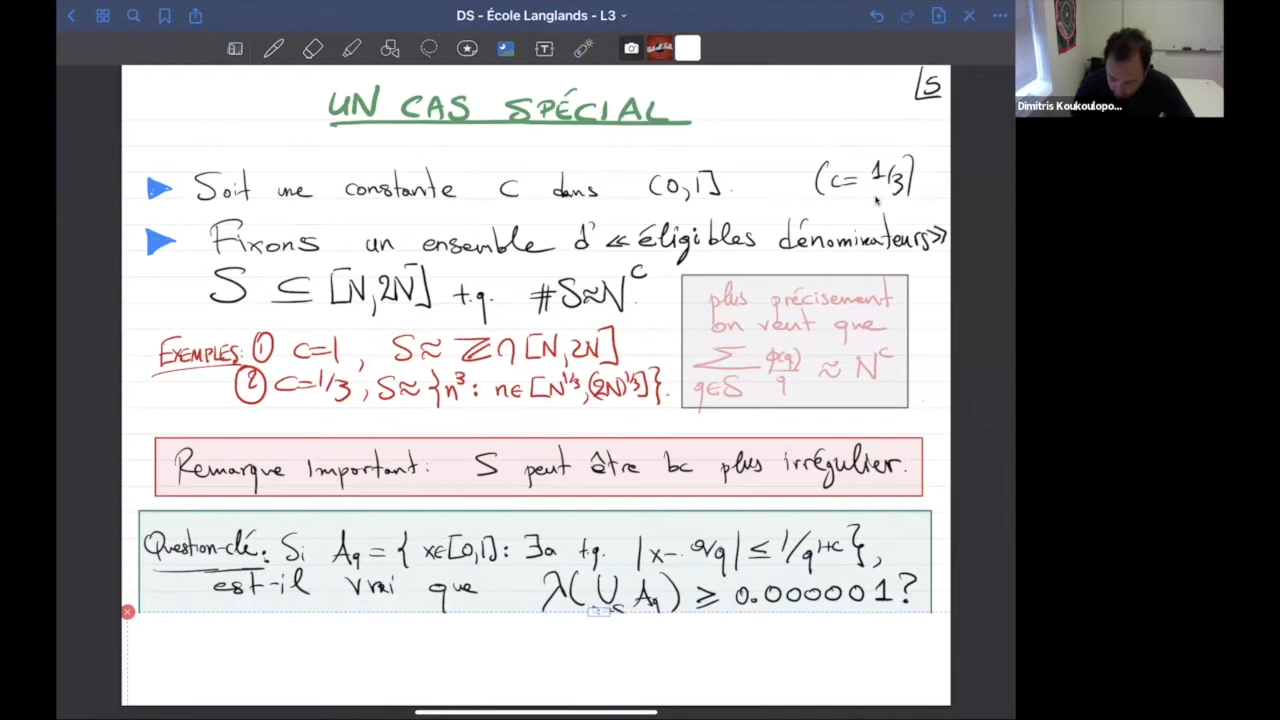 DS - École Langlands - L3
Dimitris Koukoulopo...
UN CAS SPÉCIAL
5
Soit une constante c dans (0,1]. (c= 1/3)
Fixons un ensemble d'«éligibles dénominateurs»
S ⊆ [N,2N] t.q. #S≈N^c.
plus précisement
on veut que
∑_{q∈S} φ(q)/q ≈ N^c
EXEMPLES: ① c=1, S≈ ℤ∩[N,2N]
② c=1/3, S≈{n³: n∈[N^{1/3},(2N)^{1/3}]}.
Remarque important: S peut être bc plus irrégulier.
Question-clé: Si A_q = { x∈[0,1]: ∃a t.q. |x- a/q| ≤ 1/q^{1+c}},
est-il vrai que λ(∪_S A_q) ≥ 0.000001?